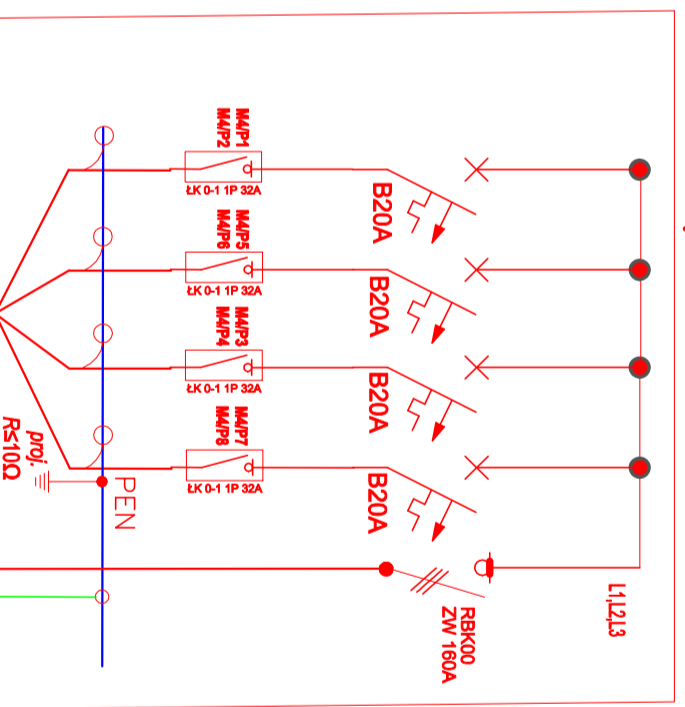 M4/P1
M4/P2
ŁK 0-1 1P 32A
B20A
M4/P5
M4/P6
ŁK 0-1 1P 32A
B20A
M4/P3
M4/P4
ŁK 0-1 1P 32A
B20A
M4/P7
M4/P8
ŁK 0-1 1P 32A
B20A
proj.
R≤10Ω
PEN
RBK00
ZW 160A
L1,L2,L3